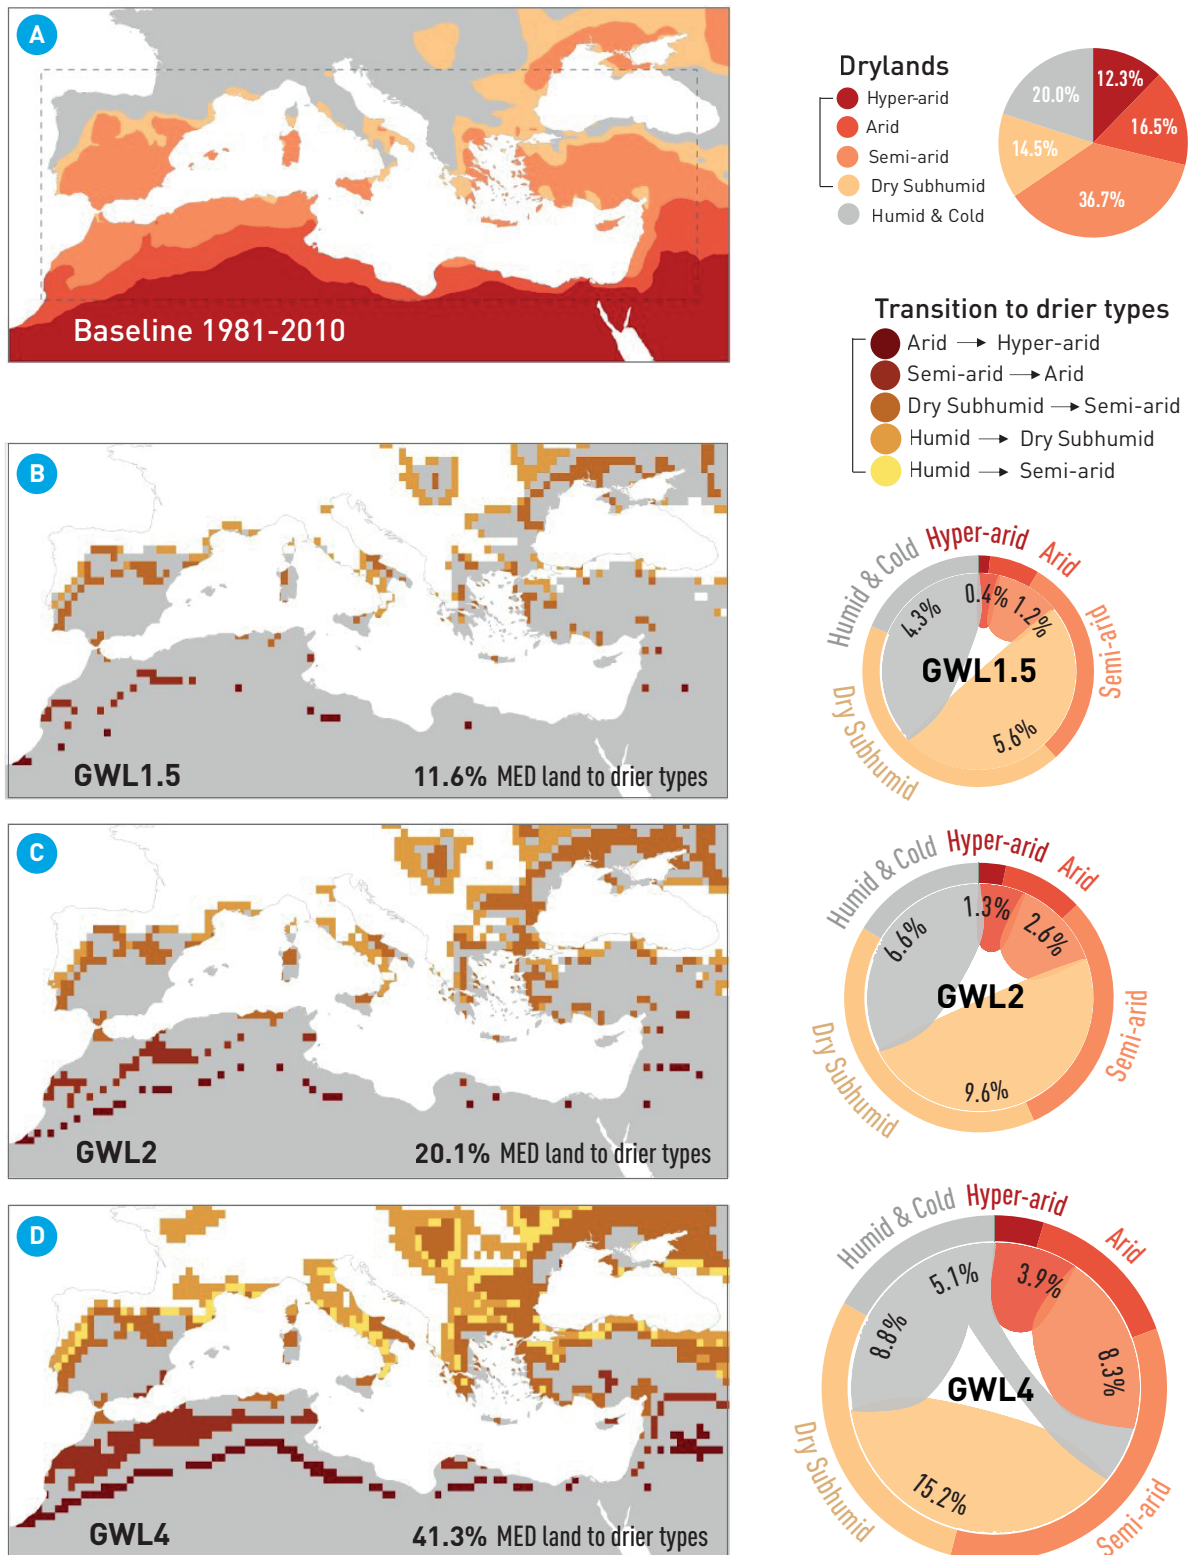 A
Baseline 1981-2010
Drylands
Hyper-arid
Arid
Semi-arid
Dry Subhumid
Humid & Cold
12.3%
16.5%
36.7%
14.5%
20.0%
Transition to drier types
Arid → Hyper-arid
Semi-arid → Arid
Dry Subhumid → Semi-arid
Humid → Dry Subhumid
Humid → Semi-arid
B
GWL1.5
11.6% MED land to drier types
Humid & Cold
Hyper-arid
Arid
Semi-arid
Dry Subhumid
4.3%
0.4%
1.2%
5.6%
GWL1.5
C
GWL2
20.1% MED land to drier types
Humid & Cold
Hyper-arid
Arid
Semi-arid
Dry Subhumid
6.6%
1.3%
2.6%
9.6%
GWL2
D
GWL4
41.3% MED land to drier types
Humid & Cold
Hyper-arid
Arid
Semi-arid
Dry Subhumid
8.8%
5.1%
3.9%
8.3%
15.2%
GWL4